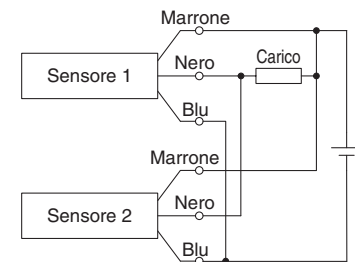 Marrone
Nero
Carico
Sensore 1
Blu
Marrone
Nero
Sensore 2
Blu